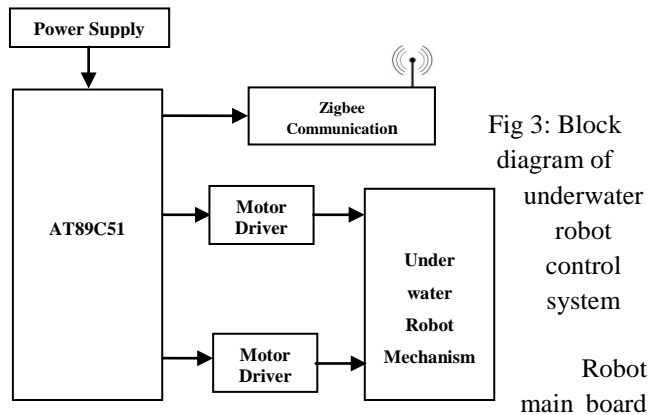 Power Supply
Zigbee
Communication
AT89C51
Motor
Driver
Under
water
Robot
Mechanism
Motor
Driver
Fig 3: Block
diagram of
underwater
robot
control
system
Robot
main board